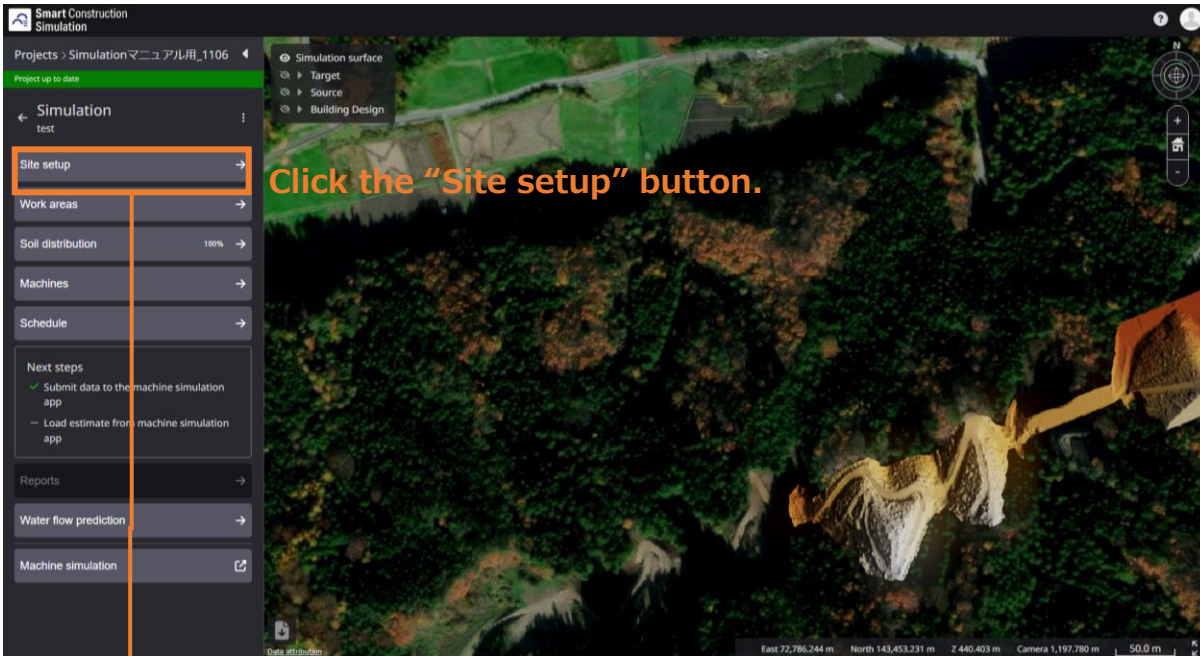 Smart Construction
Simulation
?
Projects > Simulationマニュアル用_1106
Project up to date
Simulation
test
Site setup
Work areas
Soil distribution 100%
Machines
Schedule
Next steps
Submit data to the machine simulation
app
Load estimate from machine simulation
app
Reports
Water flow prediction
Machine simulation
Simulation surface
Target
Source
Building Design
Click the “Site setup” button.
N
+
-
Data attribution
East 72,786.244 m North 143,453.231 m Z 440.403 m Camera 1,197.780 m 50.0 m